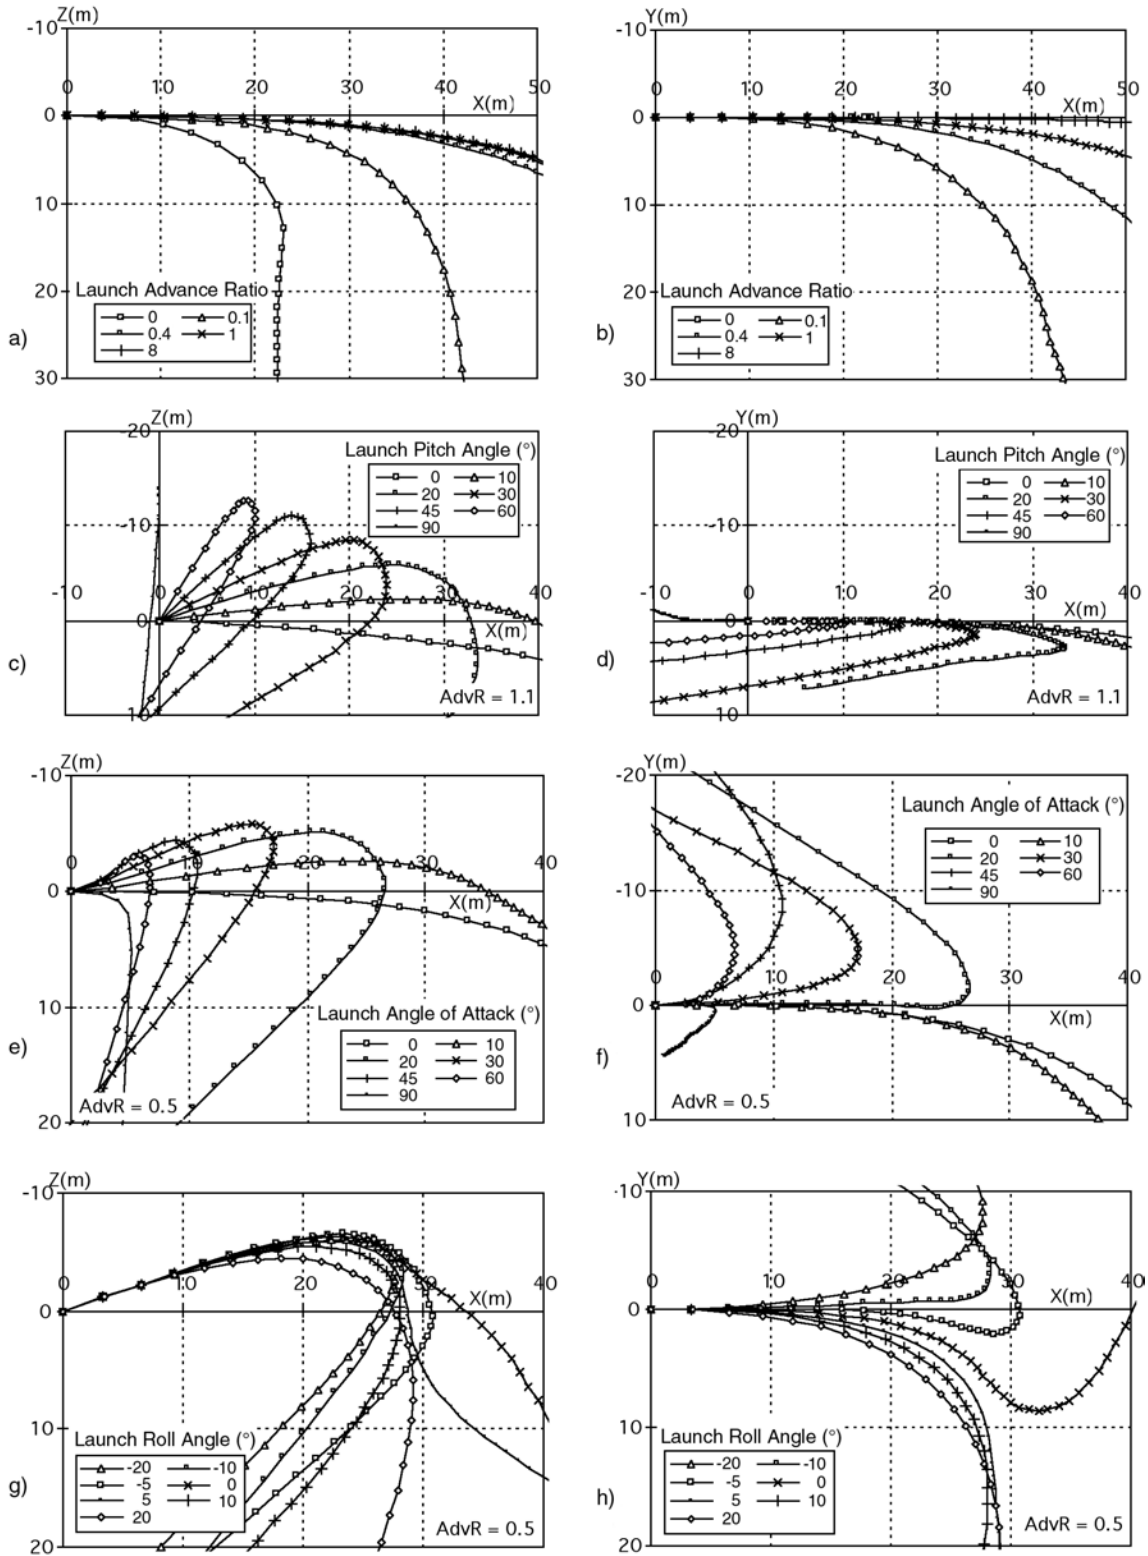 Z(m)
-10
0 10 20 30 40 50
X(m)
0
10
20
30
Launch Advance Ratio
0 0.1
0.4 1
8
a)
Y(m)
-10
0 10 20 30 40 50
X(m)
0
10
20
30
Launch Advance Ratio
0 0.1
0.4 1
8
b)
Z(m)
-20
Launch Pitch Angle (°)
0 10
20 30
45 60
90
-10
-10 0 10 20 30 40
0
X(m)
10
AdvR = 1.1
c)
Y(m)
-20
Launch Pitch Angle (°)
0 10
20 30
45 60
90
-10
-10 0 10 20 30 40
X(m)
0
10
AdvR = 1.1
d)
Z(m)
-10
0 10 20 30 40
0
X(m)
10
20
Launch Angle of Attack (°)
0 10
20 30
45 60
90
AdvR = 0.5
e)
Y(m)
-20
Launch Angle of Attack (°)
0 10
20 30
45 60
90
-10
0 10 20 30 40
0
X(m)
10
AdvR = 0.5
f)
Z(m)
-10
0 10 20 30 40
X(m)
0
10
20
Launch Roll Angle (°)
-20 -10
-5 0
5 10
20
AdvR = 0.5
g)
Y(m)
-10
0 10 20 30 40
X(m)
0
10
20
Launch Roll Angle (°)
-20 -10
-5 0
5 10
20
AdvR = 0.5
h)